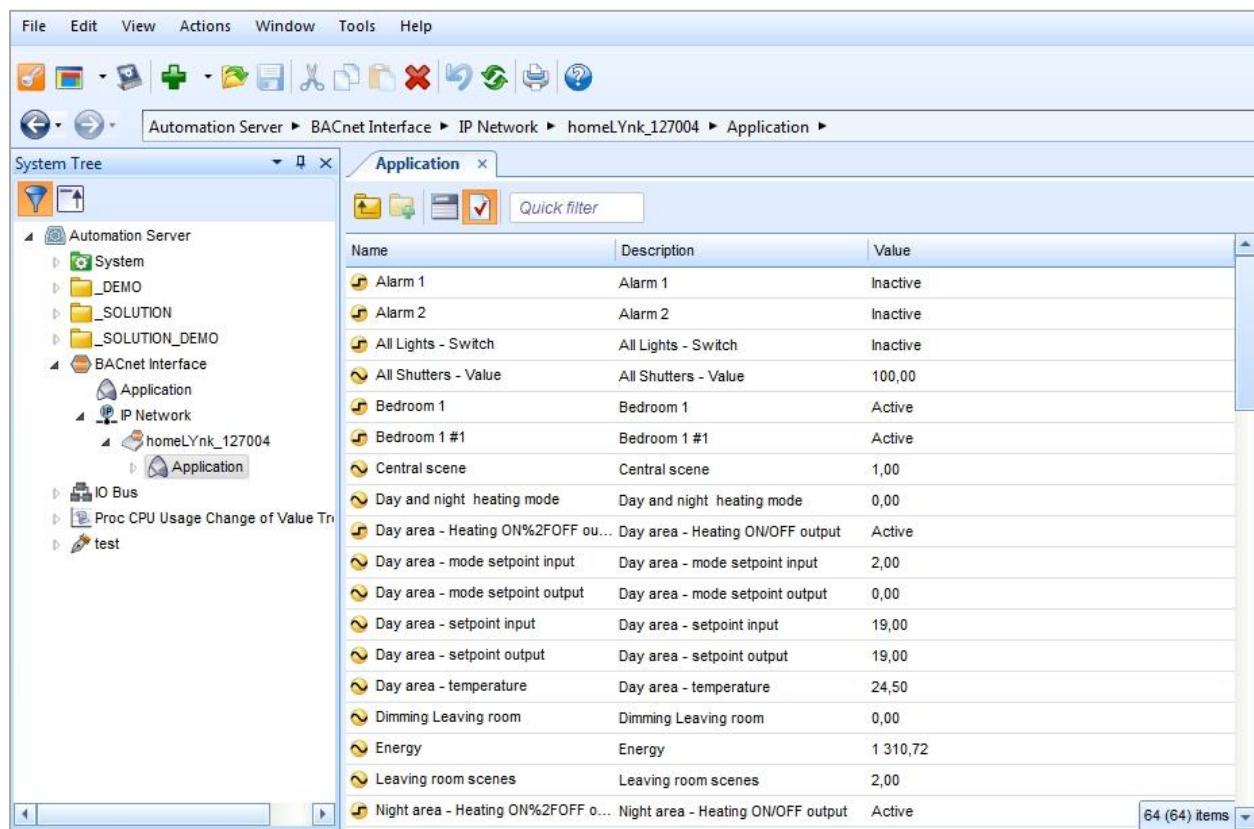 File Edit View Actions Window Tools Help
Automation Server ▸ BACnet Interface ▸ IP Network ▸ homeLYnk_127004 ▸ Application ▸
System Tree
Application
Quick filter
Automation Server
System
_DEMO
_SOLUTION
_SOLUTION_DEMO
BACnet Interface
Application
IP Network
homeLYnk_127004
Application
IO Bus
Proc CPU Usage Change of Value Tre
test
Name Description Value
Alarm 1 Alarm 1 Inactive
Alarm 2 Alarm 2 Inactive
All Lights - Switch All Lights - Switch Inactive
All Shutters - Value All Shutters - Value 100,00
Bedroom 1 Bedroom 1 Active
Bedroom 1 #1 Bedroom 1 #1 Active
Central scene Central scene 1,00
Day and night heating mode Day and night heating mode 0,00
Day area - Heating ON%2FOFF ou... Day area - Heating ON/OFF output Active
Day area - mode setpoint input Day area - mode setpoint input 2,00
Day area - mode setpoint output Day area - mode setpoint output 0,00
Day area - setpoint input Day area - setpoint input 19,00
Day area - setpoint output Day area - setpoint output 19,00
Day area - temperature Day area - temperature 24,50
Dimming Leaving room Dimming Leaving room 0,00
Energy Energy 1 310,72
Leaving room scenes Leaving room scenes 2,00
Night area - Heating ON%2FOFF o... Night area - Heating ON/OFF output Active
64 (64) items